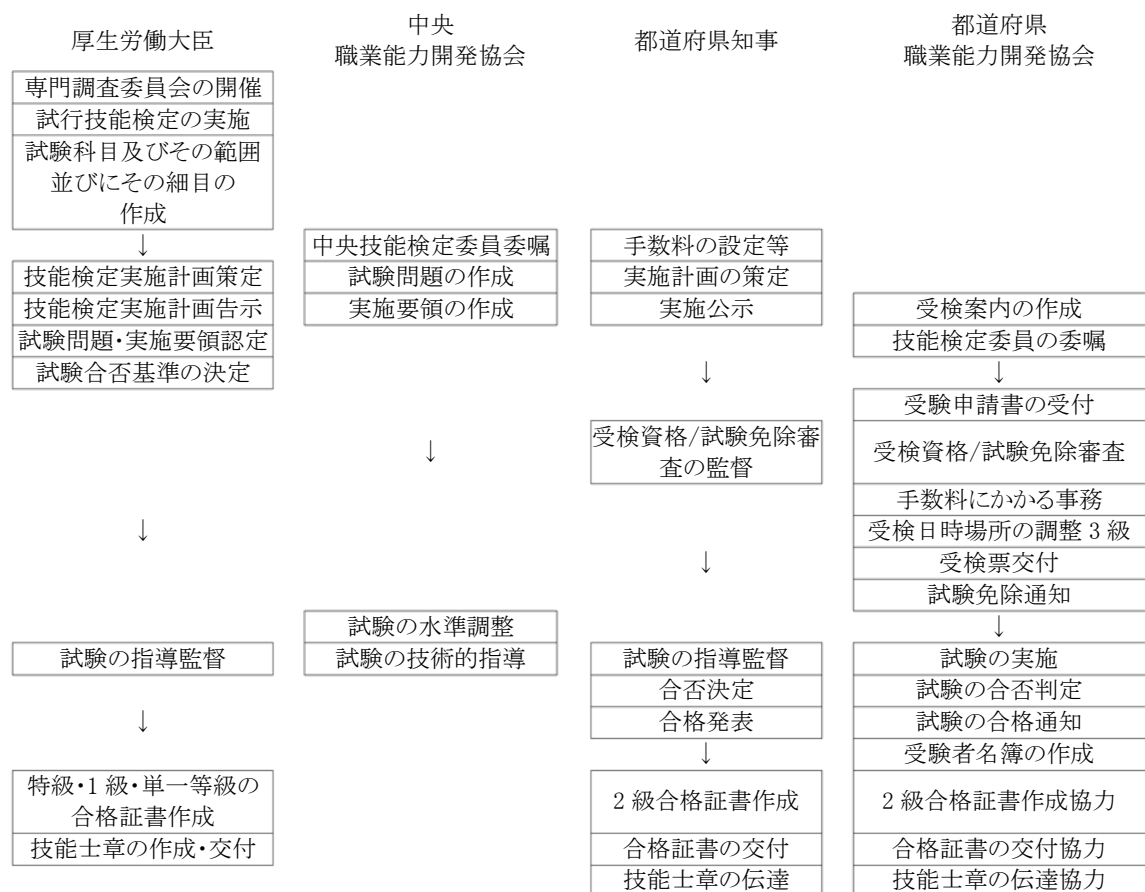 厚生労働大臣
中央
職業能力開発協会
都道府県知事
都道府県
職業能力開発協会
専門調査委員会の開催
試行技能検定の実施
試験科目及びその範囲
並びにその細目の
作成
↓
技能検定実施計画策定
技能検定実施計画告示
試験問題・実施要領認定
試験合否基準の決定
↓
試験の指導監督
↓
特級・1級・単一等級の
合格証書作成
技能士章の作成・交付
中央技能検定委員委嘱
試験問題の作成
実施要領の作成
↓
試験の水準調整
試験の技術的指導
手数料の設定等
実施計画の策定
実施公示
↓
受検資格/試験免除審
査の監督
↓
試験の指導監督
合否決定
合格発表
↓
2級合格証書作成
合格証書の交付
技能士章の伝達
受検案内の作成
技能検定委員の委嘱
↓
受験申請書の受付
受検資格/試験免除審査
手数料にかかる事務
受検日時場所の調整3級
受検票交付
試験免除通知
↓
試験の実施
試験の合否判定
試験の合格通知
受験者名簿の作成
2級合格証書作成協力
合格証書の交付協力
技能士章の伝達協力